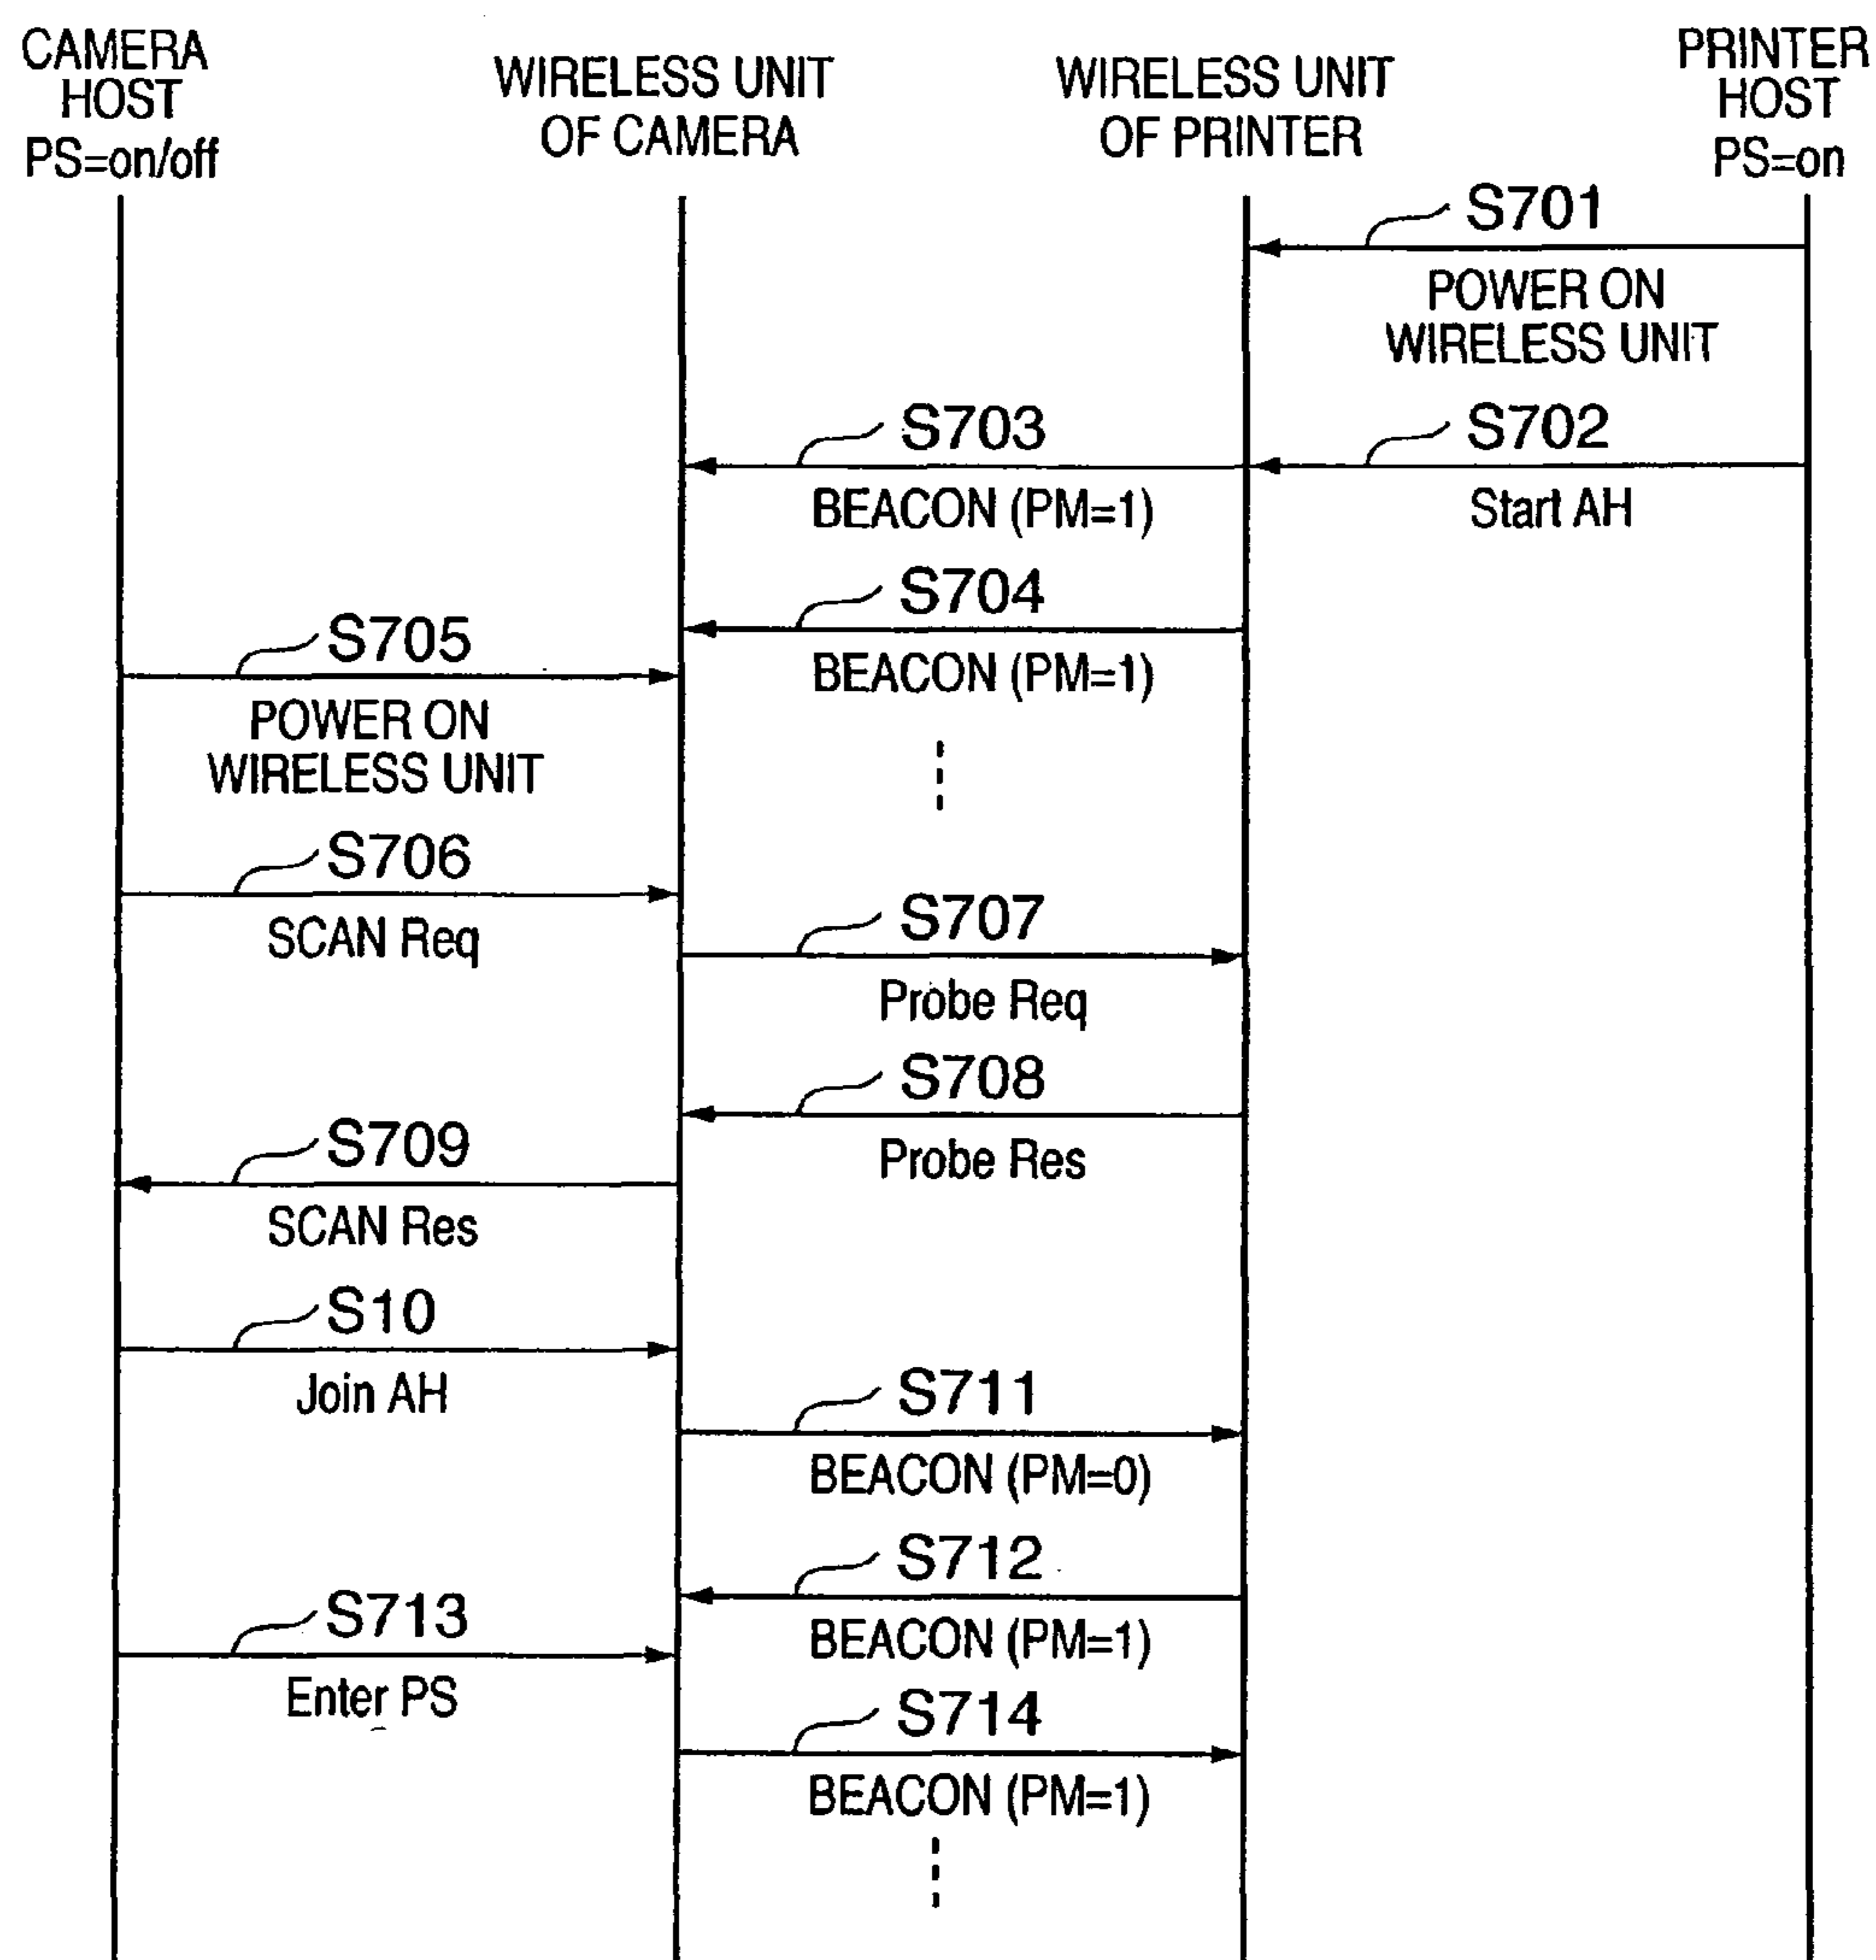 CAMERA
HOST
PS=on/off
WIRELESS UNIT
OF CAMERA
WIRELESS UNIT
OF PRINTER
PRINTER
HOST
PS=on
S701
POWER ON
WIRELESS UNIT
S703
BEACON (PM=1)
S702
Start AH
S704
BEACON (PM=1)
S705
POWER ON
WIRELESS UNIT
S706
SCAN Req
S707
Probe Req
S708
Probe Res
S709
SCAN Res
S10
Join AH
S711
BEACON (PM=0)
S712
BEACON (PM=1)
S713
Enter PS
S714
BEACON (PM=1)